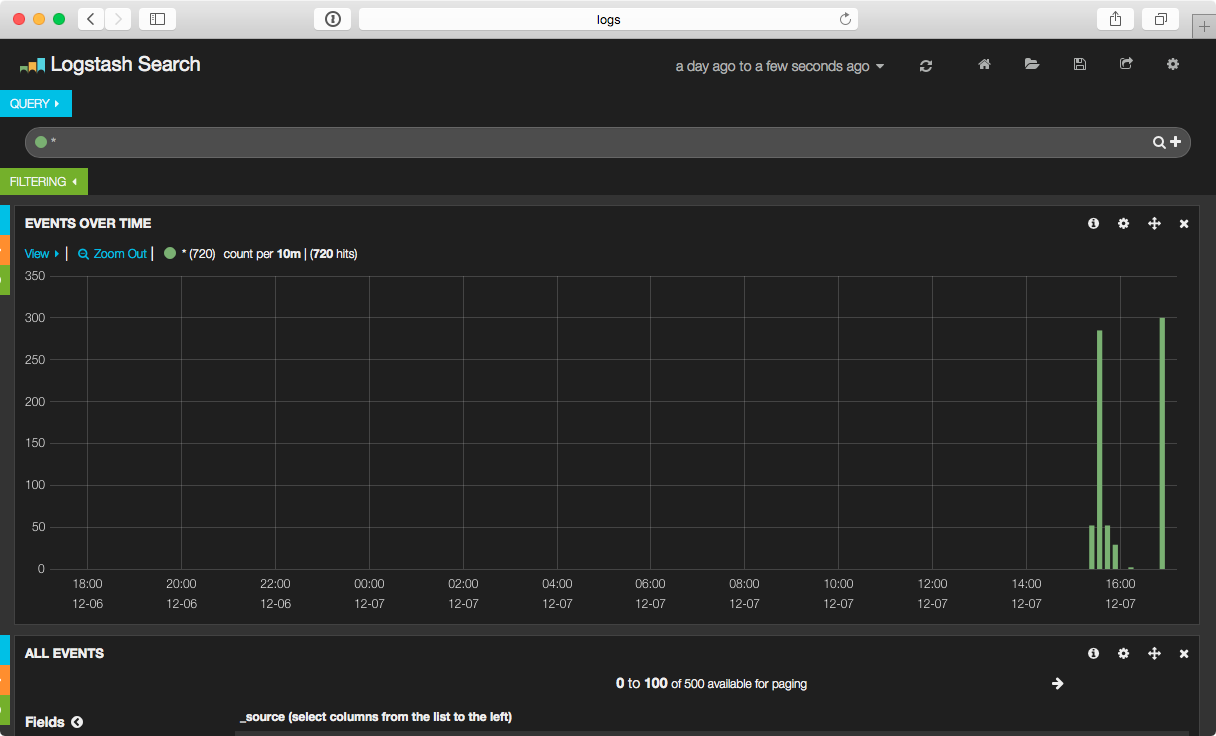 logs
Logstash Search
a day ago to a few seconds ago
QUERY
*
FILTERING
EVENTS OVER TIME
View | Zoom Out | * (720) count per 10m | (720 hits)
350
300
250
200
150
100
50
0
18:00 20:00 22:00 00:00 02:00 04:00 06:00 08:00 10:00 12:00 14:00 16:00
12-06 12-06 12-06 12-07 12-07 12-07 12-07 12-07 12-07 12-07 12-07 12-07
ALL EVENTS
0 to 100 of 500 available for paging
Fields
_source (select columns from the list to the left)